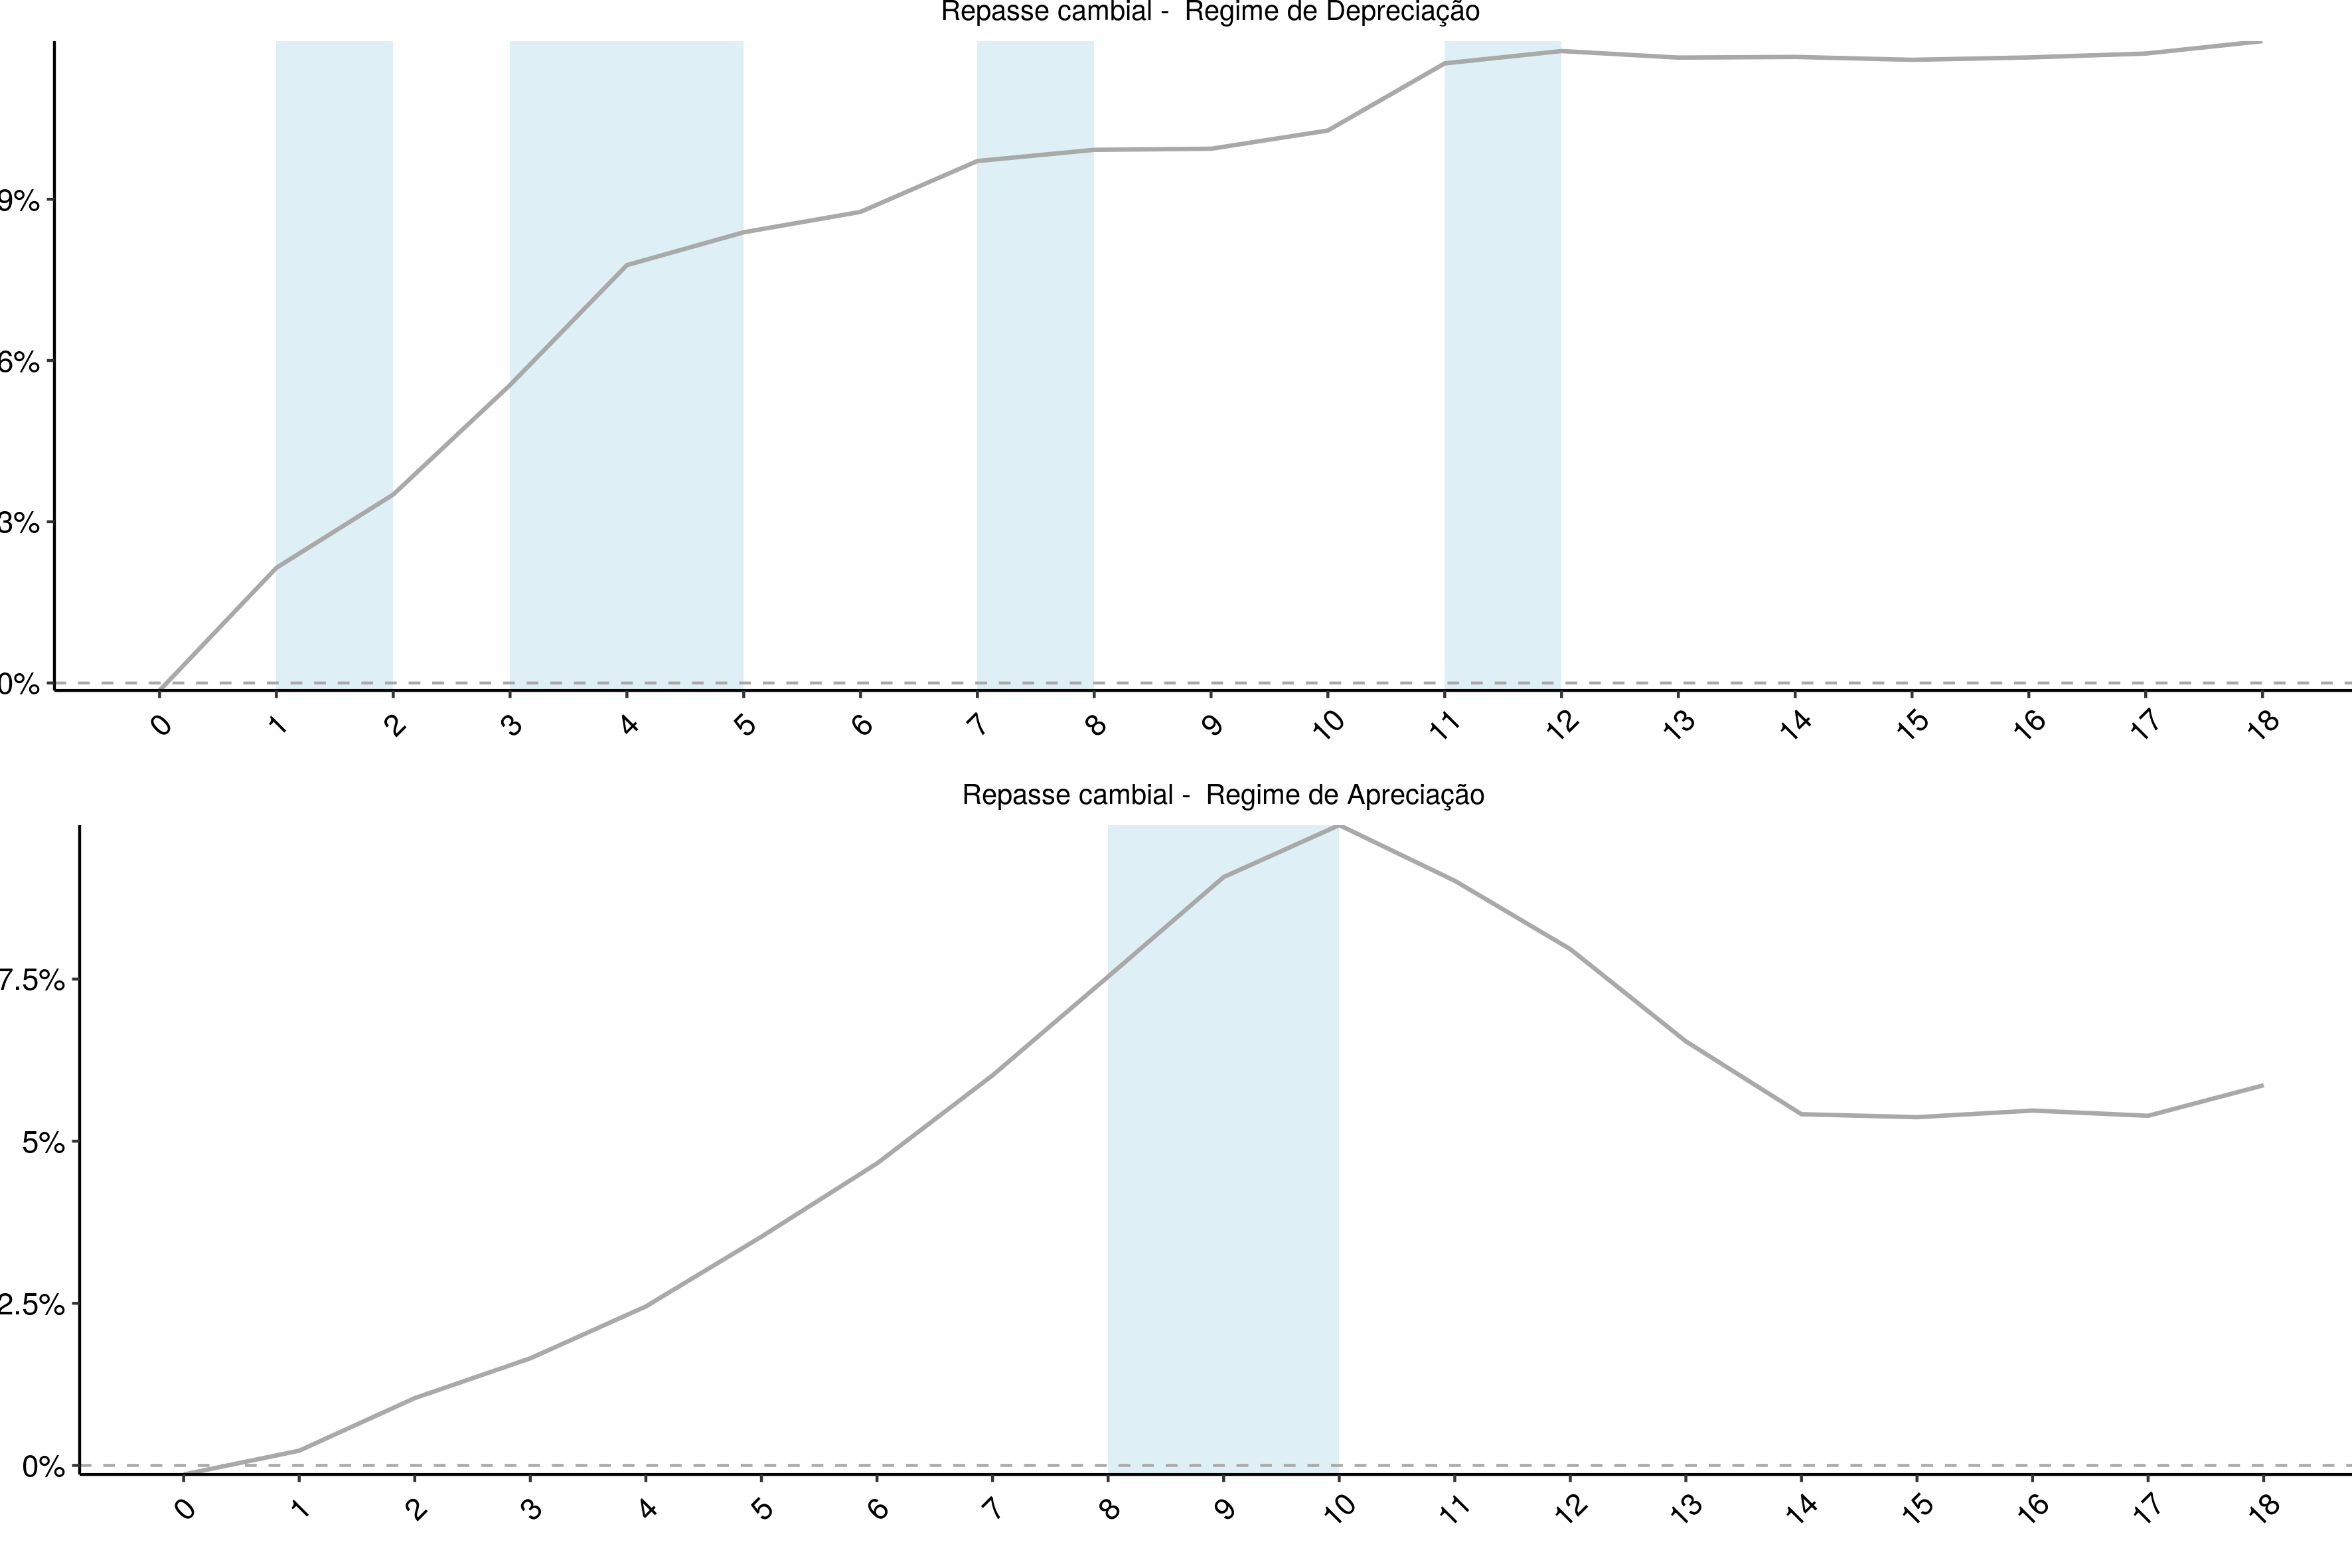 Repasse cambial -  Regime de Depreciação
9%
6%
3%
0%
0 1 2 3 4 5 6 7 8 9 10 11 12 13 14 15 16 17 18
Repasse cambial -  Regime de Apreciação
7.5%
5%
2.5%
0%
0 1 2 3 4 5 6 7 8 9 10 11 12 13 14 15 16 17 18